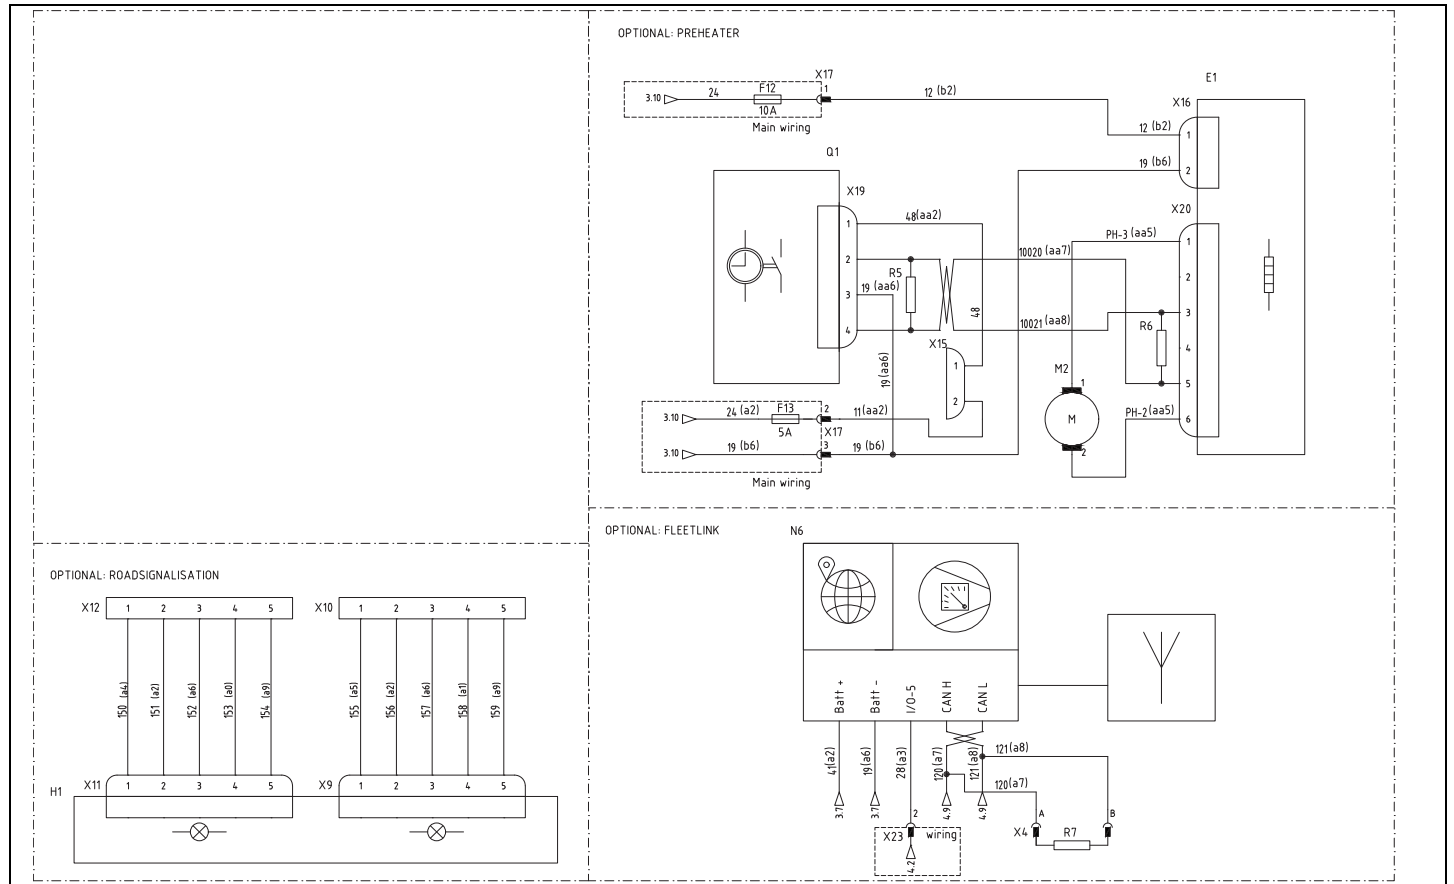 OPTIONAL: PREHEATER
X17
E1
3.10
24
F12
1
12 (b2)
X16
10A
Main wiring
12 (b2)
1
Q1
19 (b6)
2
X19
X20
1
48(aa2)
PH-3 (aa5)
1
2
10020 (aa7)
R5
2
19 (aa6)
3
48
3
4
10021 (aa8)
R6
X15
4
19 (aa6)
1
M2
1
5
2
3.10
24 (a2)
F13
2
11(aa2)
M
PH-2(aa5)
6
5A
X17
3.10
19 (b6)
3
19 (b6)
2
Main wiring
OPTIONAL: FLEETLINK
N6
Batt +
Batt -
I/O-5
CAN H
CAN L
41(a2)
19(a6)
28(a3)
120(a7)
121(a8)
121(a8)
120(a7)
3.7
3.7
4.9
4.9
2
A
B
X23
wiring
X4
R7
4.2
OPTIONAL: ROADSIGNALISATION
X12
1 2 3 4 5
X10
1 2 3 4 5
150 (a4)
151 (a2)
152 (a6)
153 (a0)
154 (a9)
155 (a5)
156 (a2)
157 (a6)
158 (a1)
159 (a9)
H1
X11
1 2 3 4 5
X9
1 2 3 4 5